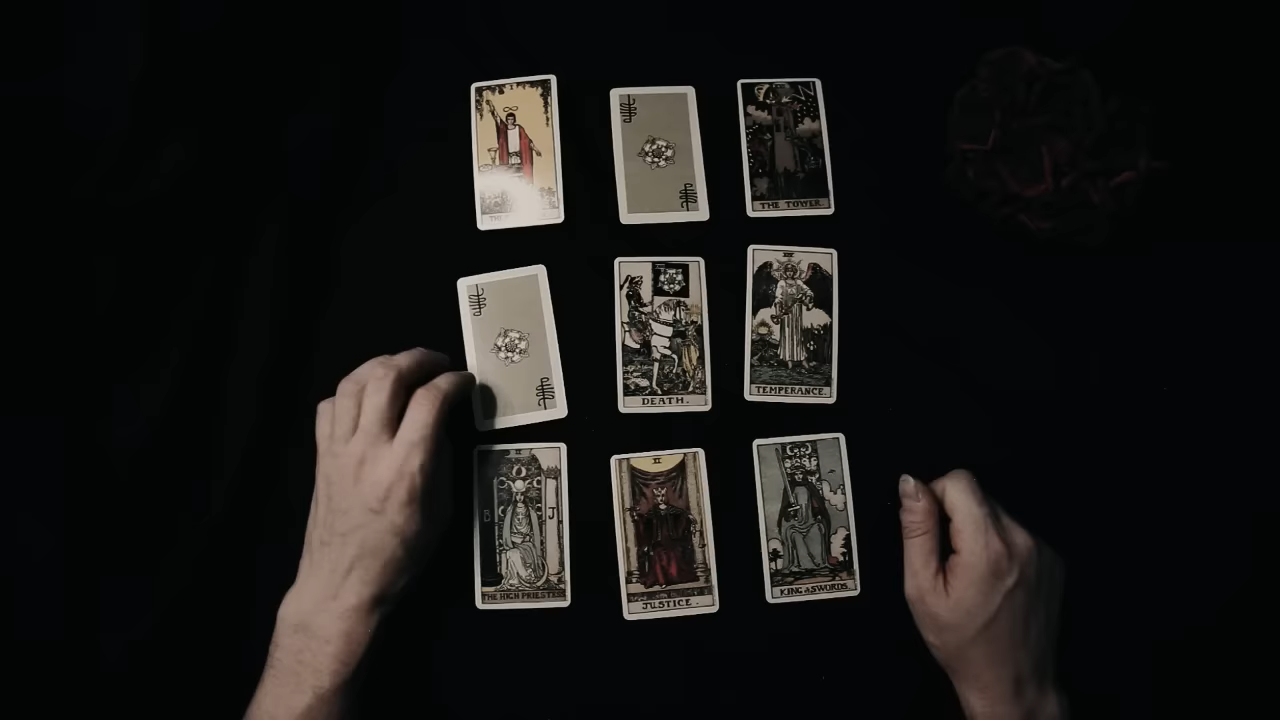 I
THE TOWER.
DEATH.
TEMPERANCE.
B J
THE HIGH PRIESTESS
JUSTICE.
KING of SWORDS.